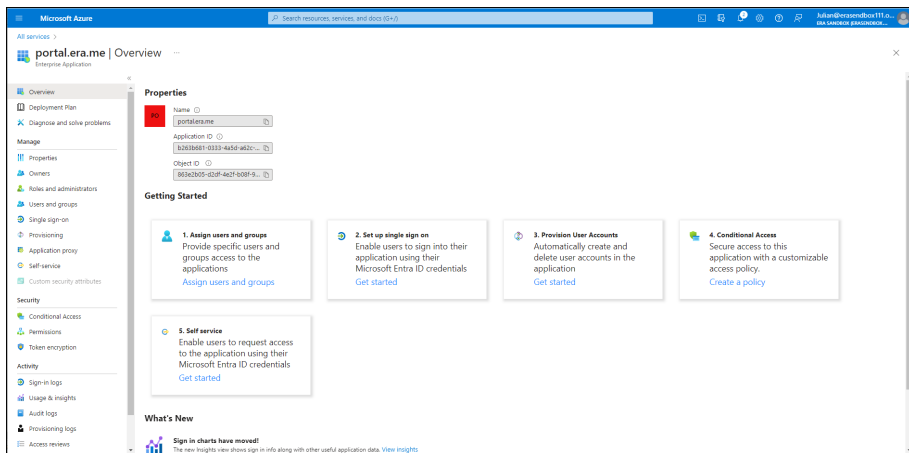 Microsoft Azure
Search resources, services, and docs (G+/)
Julian@erasendbox111.o...
ERA SANDBOX (ERASENDBOX....
All services >
portal.era.me | Overview ...
Enterprise Application
Overview
Deployment Plan
Diagnose and solve problems
Manage
Properties
Owners
Roles and administrators
Users and groups
Single sign-on
Provisioning
Application proxy
Self-service
Custom security attributes
Security
Conditional Access
Permissions
Token encryption
Activity
Sign-in logs
Usage & insights
Audit logs
Provisioning logs
Access reviews
Properties
PO
Name
portal.era.me
Application ID
b263b681-0333-4a5d-a62c-...
Object ID
863e2b05-d2df-4e2f-b08f-9...
Getting Started
1. Assign users and groups
Provide specific users and
groups access to the
applications
Assign users and groups
2. Set up single sign on
Enable users to sign into their
application using their
Microsoft Entra ID credentials
Get started
3. Provision User Accounts
Automatically create and
delete user accounts in the
application
Get started
4. Conditional Access
Secure access to this
application with a customizable
access policy.
Create a policy
5. Self service
Enable users to request access
to the application using their
Microsoft Entra ID credentials
Get started
What's New
Sign in charts have moved!
The new Insights view shows sign in info along with other useful application data. View insights